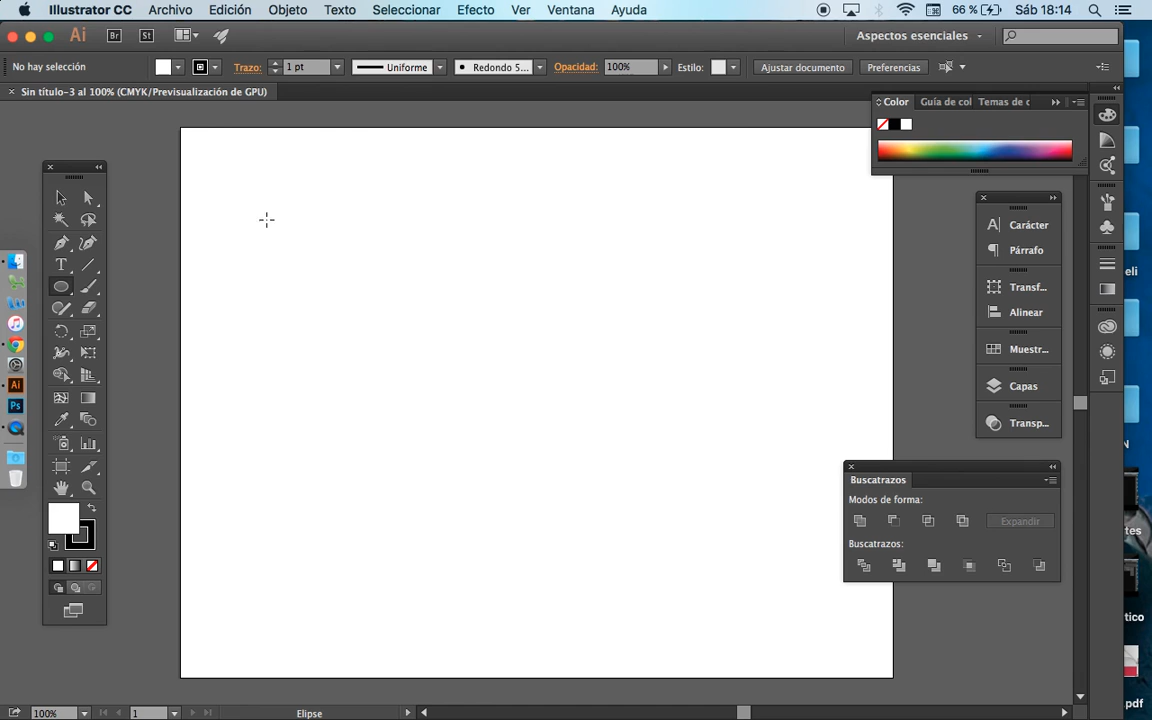 Illustrator CC Archivo Edición Objeto Texto Seleccionar Efecto Ver Ventana Ayuda 66 % Sáb 18:14
Ai Br St Aspectos esenciales
No hay selección Trazo: 1 pt Uniforme Redondo 5... Opacidad: 100% Estilo: Ajustar documento Preferencias
Sin título-3 al 100% (CMYK/Previsualización de GPU)
Color Guía de col Temas de c
Carácter
Párrafo
eli
Transf...
Alinear
Muestr...
Ai
Capas
Ps
Transp...
N
Buscatrazos
Modos de forma:
Expandir
tes
Buscatrazos:
tico
.pdf
100% 1 Elipse